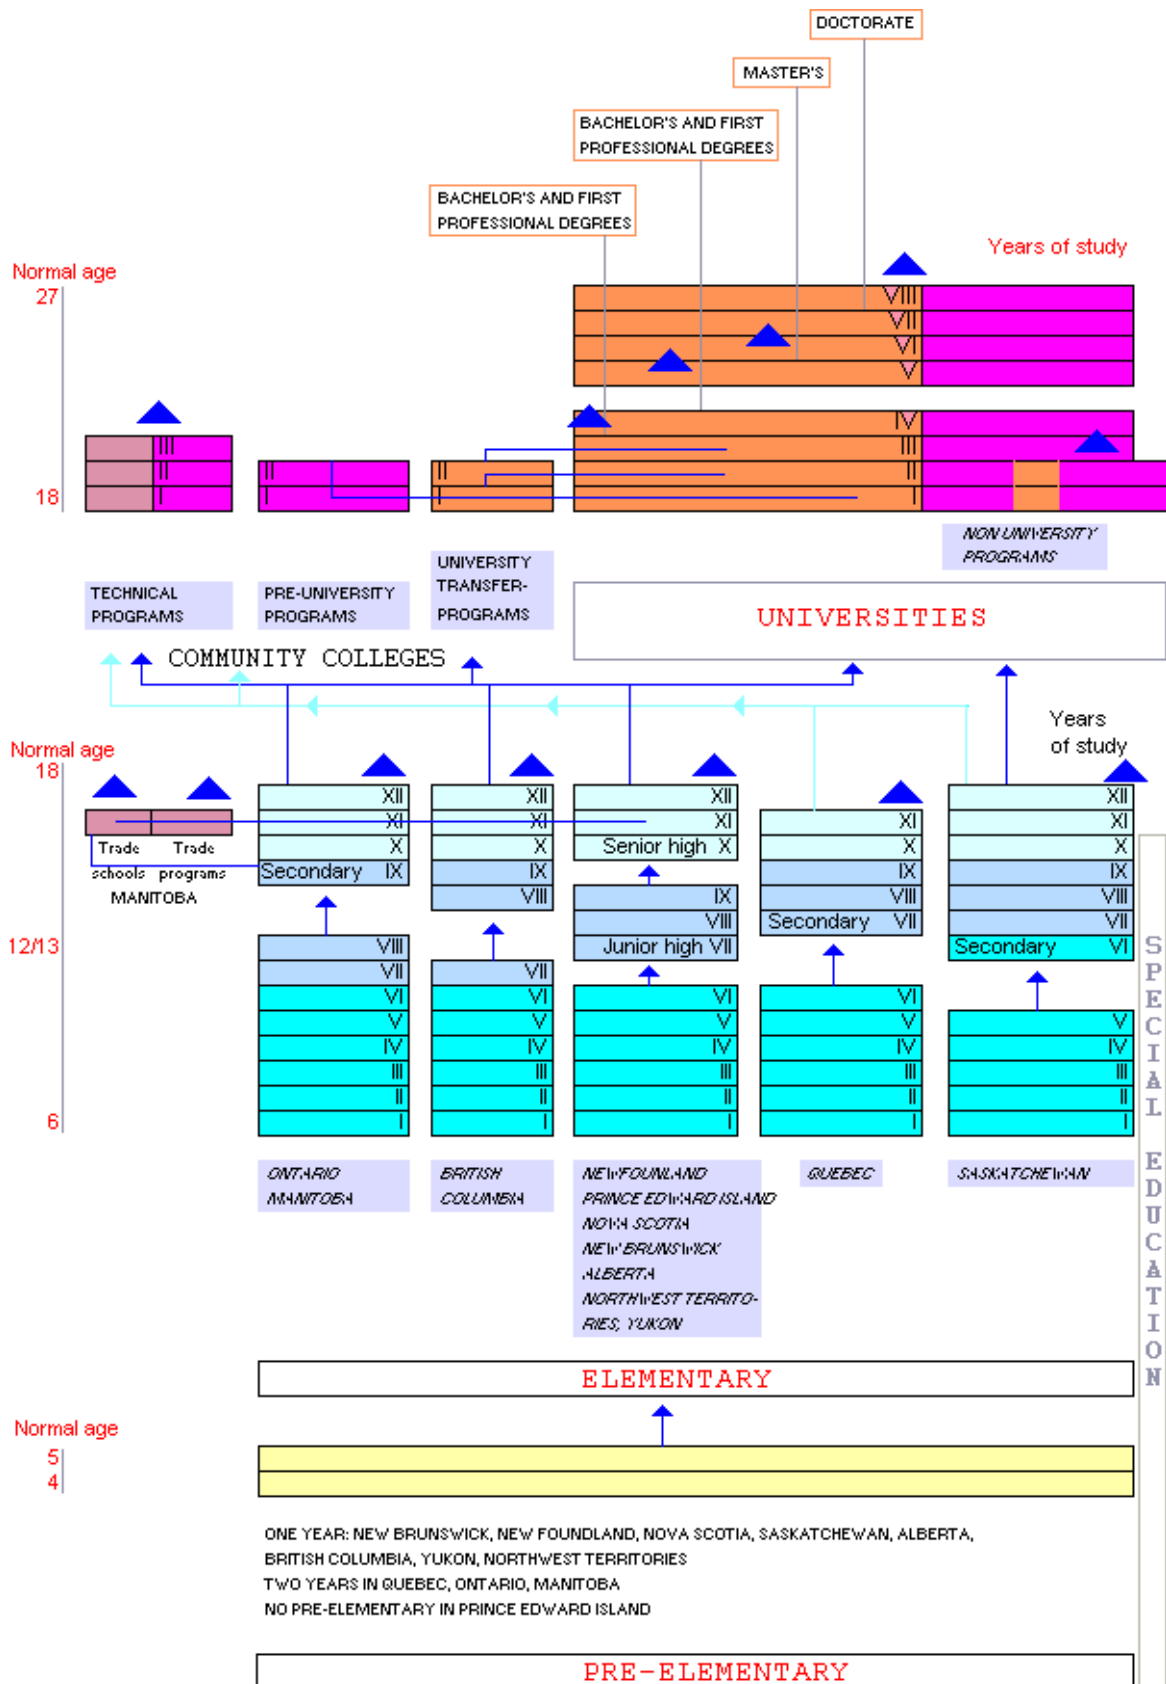 DOCTORATE
MASTER'S
BACHELOR'S AND FIRST
PROFESSIONAL DEGREES
BACHELOR'S AND FIRST
PROFESSIONAL DEGREES
Years of study
Normal age
27
VIII
VII
VI
V
IV
III
III
II
II
II
II
18
I
I
I
I
NON UNIVERSITY
PROGRAMS
TECHNICAL
PROGRAMS
PRE-UNIVERSITY
PROGRAMS
UNIVERSITY
TRANSFER-
PROGRAMS
UNIVERSITIES
COMMUNITY COLLEGES
Years
of study
Normal age
18
Trade
schools
Trade
programs
MANITOBA
XII
XI
X
Secondary IX
VIII
VII
VI
V
IV
III
II
I
XII
XI
X
IX
VIII
VII
VI
V
IV
III
II
I
XII
XI
Senior high X
IX
VIII
Junior high VII
VI
V
IV
III
II
I
XI
X
IX
VIII
Secondary VII
VI
V
IV
III
II
I
XII
XI
X
IX
VIII
VII
Secondary VI
V
IV
III
II
I
12/13
6
SPECIAL EDUCATION
ONTARIO
MANITOBA
BRITISH
COLUMBIA
NEWFOUNLAND
PRINCE EDWARD ISLAND
NOVA SCOTIA
NEW BRUNSWICK
ALBERTA
NORTHWEST TERRITO-
RIES, YUKON
QUEBEC
SASKATCHEWAN
ELEMENTARY
Normal age
5
4
ONE YEAR: NEW BRUNSWICK, NEW FOUNDLAND, NOVA SCOTIA, SASKATCHEWAN, ALBERTA,
BRITISH COLUMBIA, YUKON, NORTHWEST TERRITORIES
TWO YEARS IN QUEBEC, ONTARIO, MANITOBA
NO PRE-ELEMENTARY IN PRINCE EDWARD ISLAND
PRE-ELEMENTARY